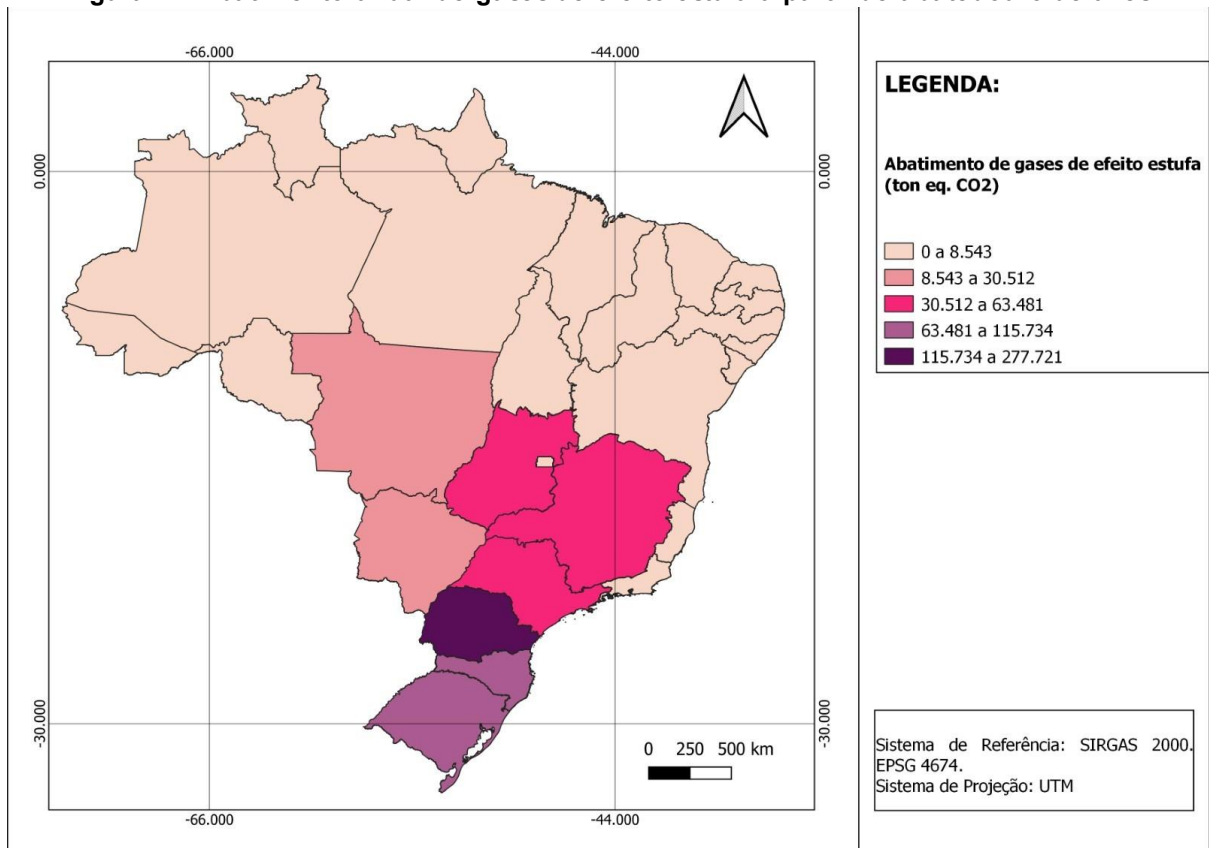 -66.000
-44.000
0.000
0.000
-30.000
-30.000
0 250 500 km
-66.000
-44.000
LEGENDA:
Abatimento de gases de efeito estufa
(ton eq. CO2)
0 a 8.543
8.543 a 30.512
30.512 a 63.481
63.481 a 115.734
115.734 a 277.721
Sistema de Referência: SIRGAS 2000.
EPSG 4674.
Sistema de Projeção: UTM